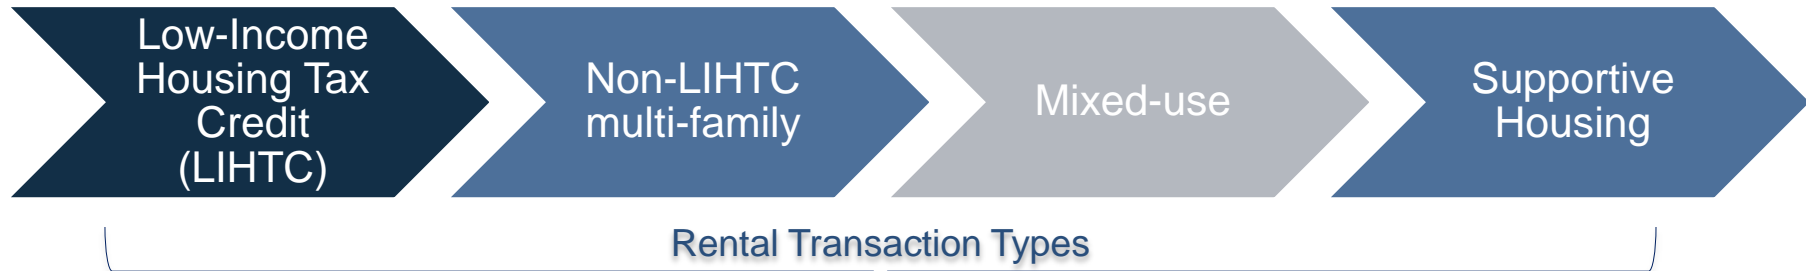 Low-Income
Housing Tax
Credit
(LIHTC)
Non-LIHTC
multi-family
Mixed-use
Supportive
Housing
Rental Transaction Types